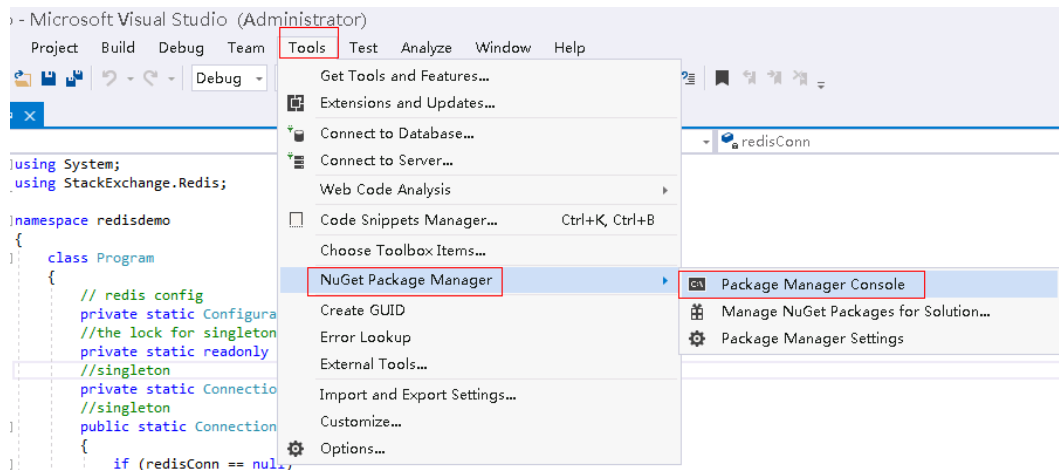 - Microsoft Visual Studio (Administrator)
Project Build Debug Team Tools Test Analyze Window Help
Debug
Get Tools and Features...
Extensions and Updates...
Connect to Database...
redisConn
using System;
Connect to Server...
using StackExchange.Redis;
Web Code Analysis
namespace redisdemo
Code Snippets Manager... Ctrl+K, Ctrl+B
{
Choose Toolbox Items...
class Program
{
NuGet Package Manager
Package Manager Console
// redis config
private static Configura
Create GUID
Manage NuGet Packages for Solution...
//the lock for singleton
Error Lookup
Package Manager Settings
private static readonly
//singleton
External Tools...
private static Connectio
Import and Export Settings...
//singleton
Customize...
public static Connection
{
Options...
if (redisConn == null)